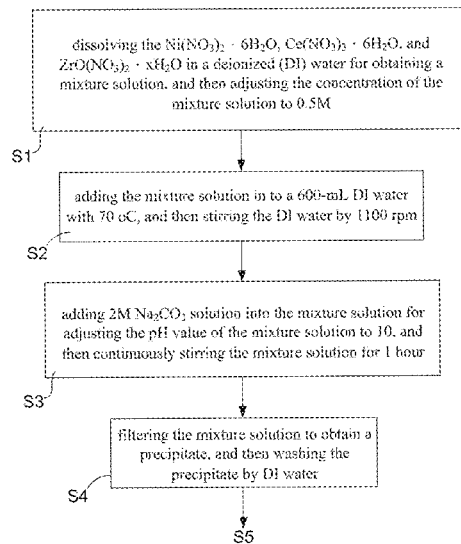 dissolving the Ni(NO₃)₂ · 6H₂O, Ce(NO₃)₃ · 6H₂O, and
ZrO(NO₃)₂ · xH₂O in a deionized (DI) water for obtaining a
mixture solution, and then adjusting the concentration of the
mixture solution to 0.5M
S1
adding the mixture solution in to a 600-mL DI water
with 70 oC, and then stirring the DI water by 1100 rpm
S2
adding 2M Na₂CO₃ solution into the mixture solution for
adjusting the pH value of the mixture solution to 10, and
then continuously stirring the mixture solution for 1 hour
S3
filtering the mixture solution to obtain a
precipitate, and then washing the
precipitate by DI water
S4
S5